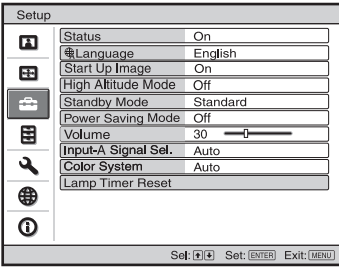 Setup
Status On
Language English
Start Up Image On
High Altitude Mode Off
Standby Mode Standard
Power Saving Mode Off
Volume 30
Input-A Signal Sel. Auto
Color System Auto
Lamp Timer Reset
Sel: Set: ENTER Exit: MENU